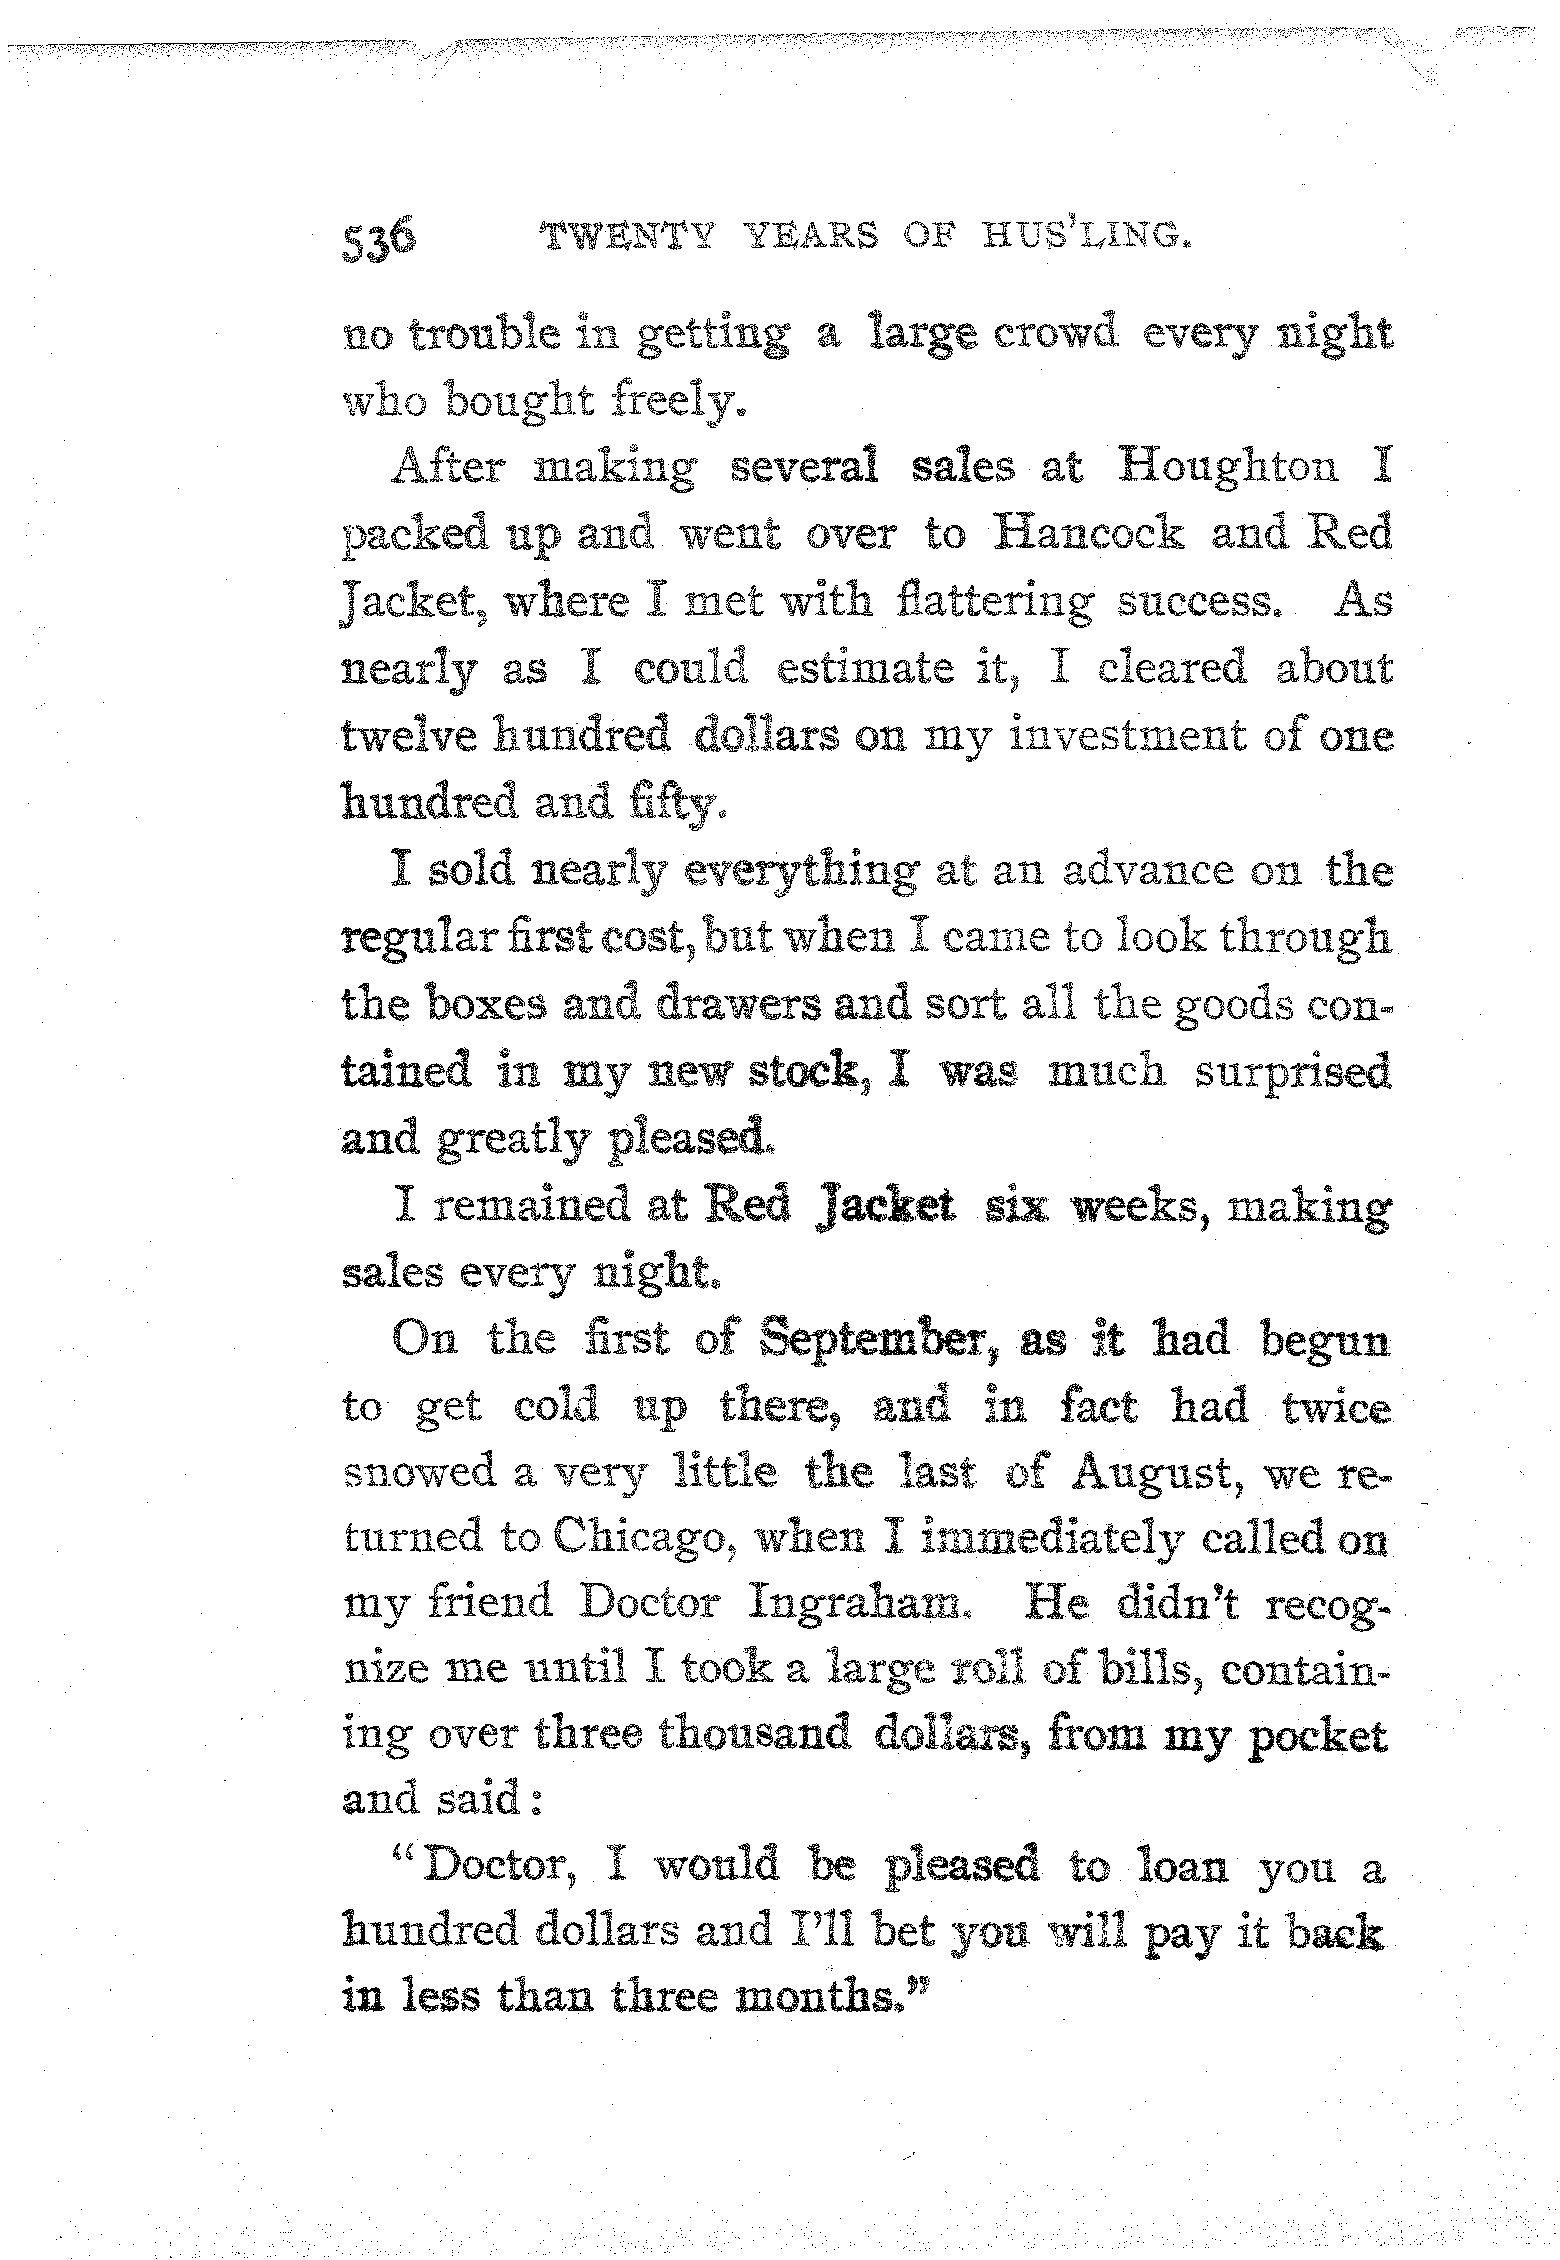 536 TWENTY YEARS OF HUS'LING.
no trouble in getting a large crowd every night
who bought freely.
After making several sales at Houghton I
packed up and went over to Hancock and Red
Jacket, where I met with flattering success. As
nearly as I could estimate it, I cleared about
twelve hundred dollars on my investment of one
hundred and fifty.
I sold nearly everything at an advance on the
regular first cost, but when I came to look through
the boxes and drawers and sort all the goods con-
tained in my new stock, I was much surprised
and greatly pleased.
I remained at Red Jacket six weeks, making
sales every night.
On the first of September, as it had begun
to get cold up there, and in fact had twice
snowed a very little the last of August, we re-
turned to Chicago, when I immediately called on
my friend Doctor Ingraham. He didn't recog-
nize me until I took a large roll of bills, contain-
ing over three thousand dollars, from my pocket
and said:
"Doctor, I would be pleased to loan you a
hundred dollars and I'll bet you will pay it back
in less than three months."